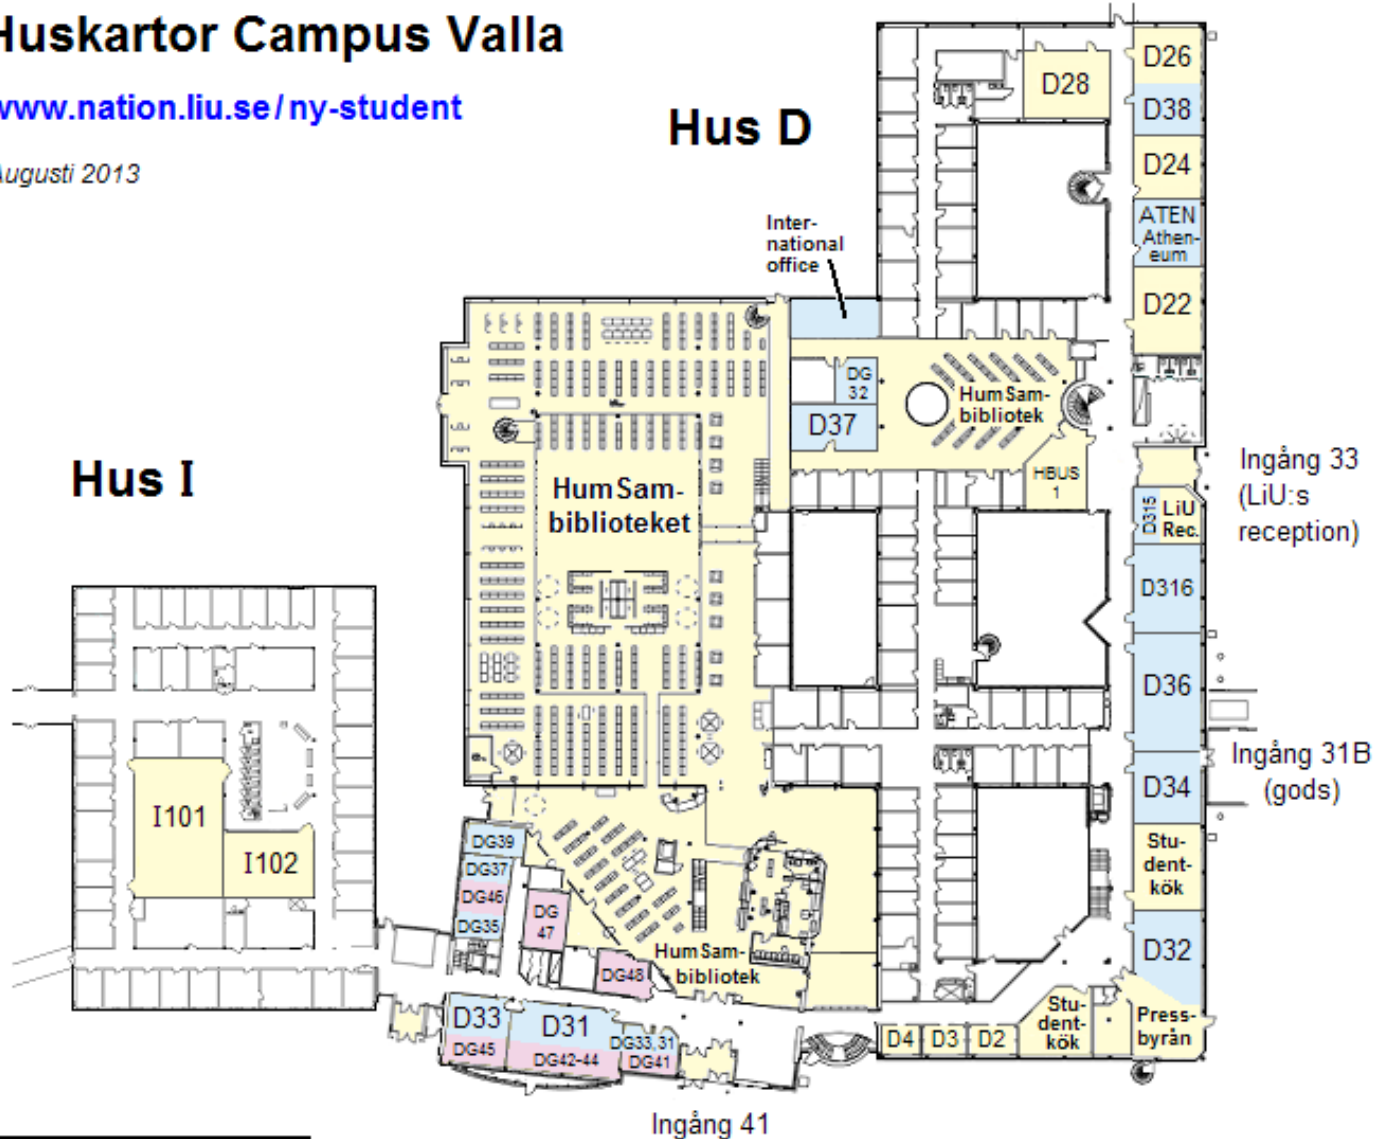 Huskartor Campus Valla
www.nation.liu.se/ny-student
Augusti 2013
Hus D
Hus I
D28
D26
D38
D24
ATEN
Athen-
eum
D22
Inter-
national
office
DG
32
D37
HumSam-
bibliotek
HBUS
1
HumSam-
biblioteket
Ingång 33
(LiU:s
reception)
D315
LiU
Rec.
D316
D36
Ingång 31B
(gods)
D34
Stu-
dent-
kök
D32
Press-
byrån
Stu-
dent-
kök
D4
D3
D2
I101
I102
DG39
DG37
DG46
DG35
DG
47
DG48
HumSam-
bibliotek
D33
DG45
D31
DG42-44
DG33,31
DG41
Ingång 41